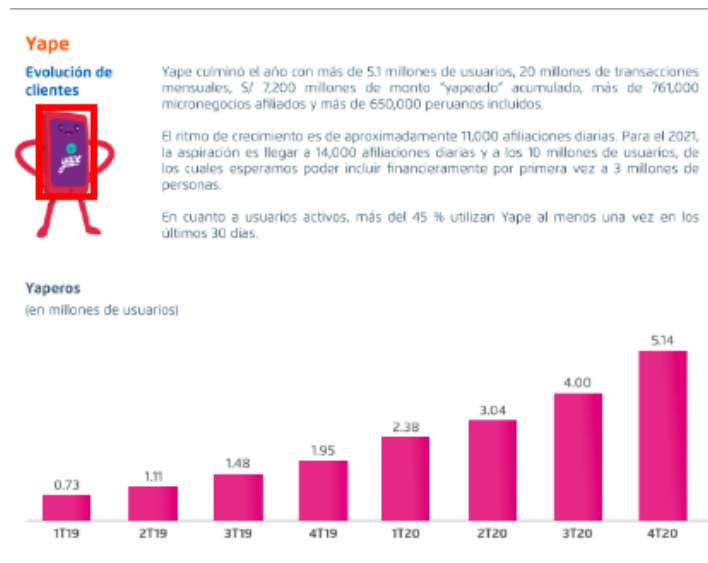 Yape
Evolución de
clientes
yape
Yape culminó el año con más de 5.1 millones de usuarios, 20 millones de transacciones
mensuales, S/ 7,200 millones de monto “yapeado” acumulado, más de 761,000
micronegocios afiliados y más de 650,000 peruanos incluidos.
El ritmo de crecimiento es de aproximadamente 11,000 afiliaciones diarias. Para el 2021,
la aspiración es llegar a 14,000 afiliaciones diarias y a los 10 millones de usuarios, de
los cuales esperamos poder incluir financieramente por primera vez a 3 millones de
personas.
En cuanto a usuarios activos, más del 45 % utilizan Yape al menos una vez en los
últimos 30 días.
Yaperos
(en millones de usuarios)
0.73 1.11 1.48 1.95 2.38 3.04 4.00 5.14
1T19 2T19 3T19 4T19 1T20 2T20 3T20 4T20